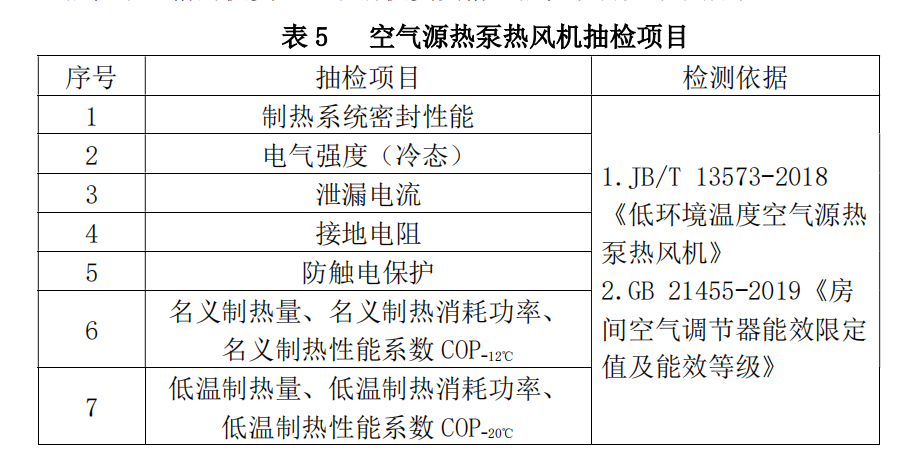 表 5 空气源热泵热风机抽检项目
序号 抽检项目 检测依据
1 制热系统密封性能
2 电气强度（冷态）
3 泄漏电流
4 接地电阻
5 防触电保护
6 名义制热量、名义制热消耗功率、
名义制热性能系数 COP-12℃
7 低温制热量、低温制热消耗功率、
低温制热性能系数 COP-20℃
1.JB/T 13573-2018
《低环境温度空气源热
泵热风机》
2.GB 21455-2019《房
间空气调节器能效限定
值及能效等级》